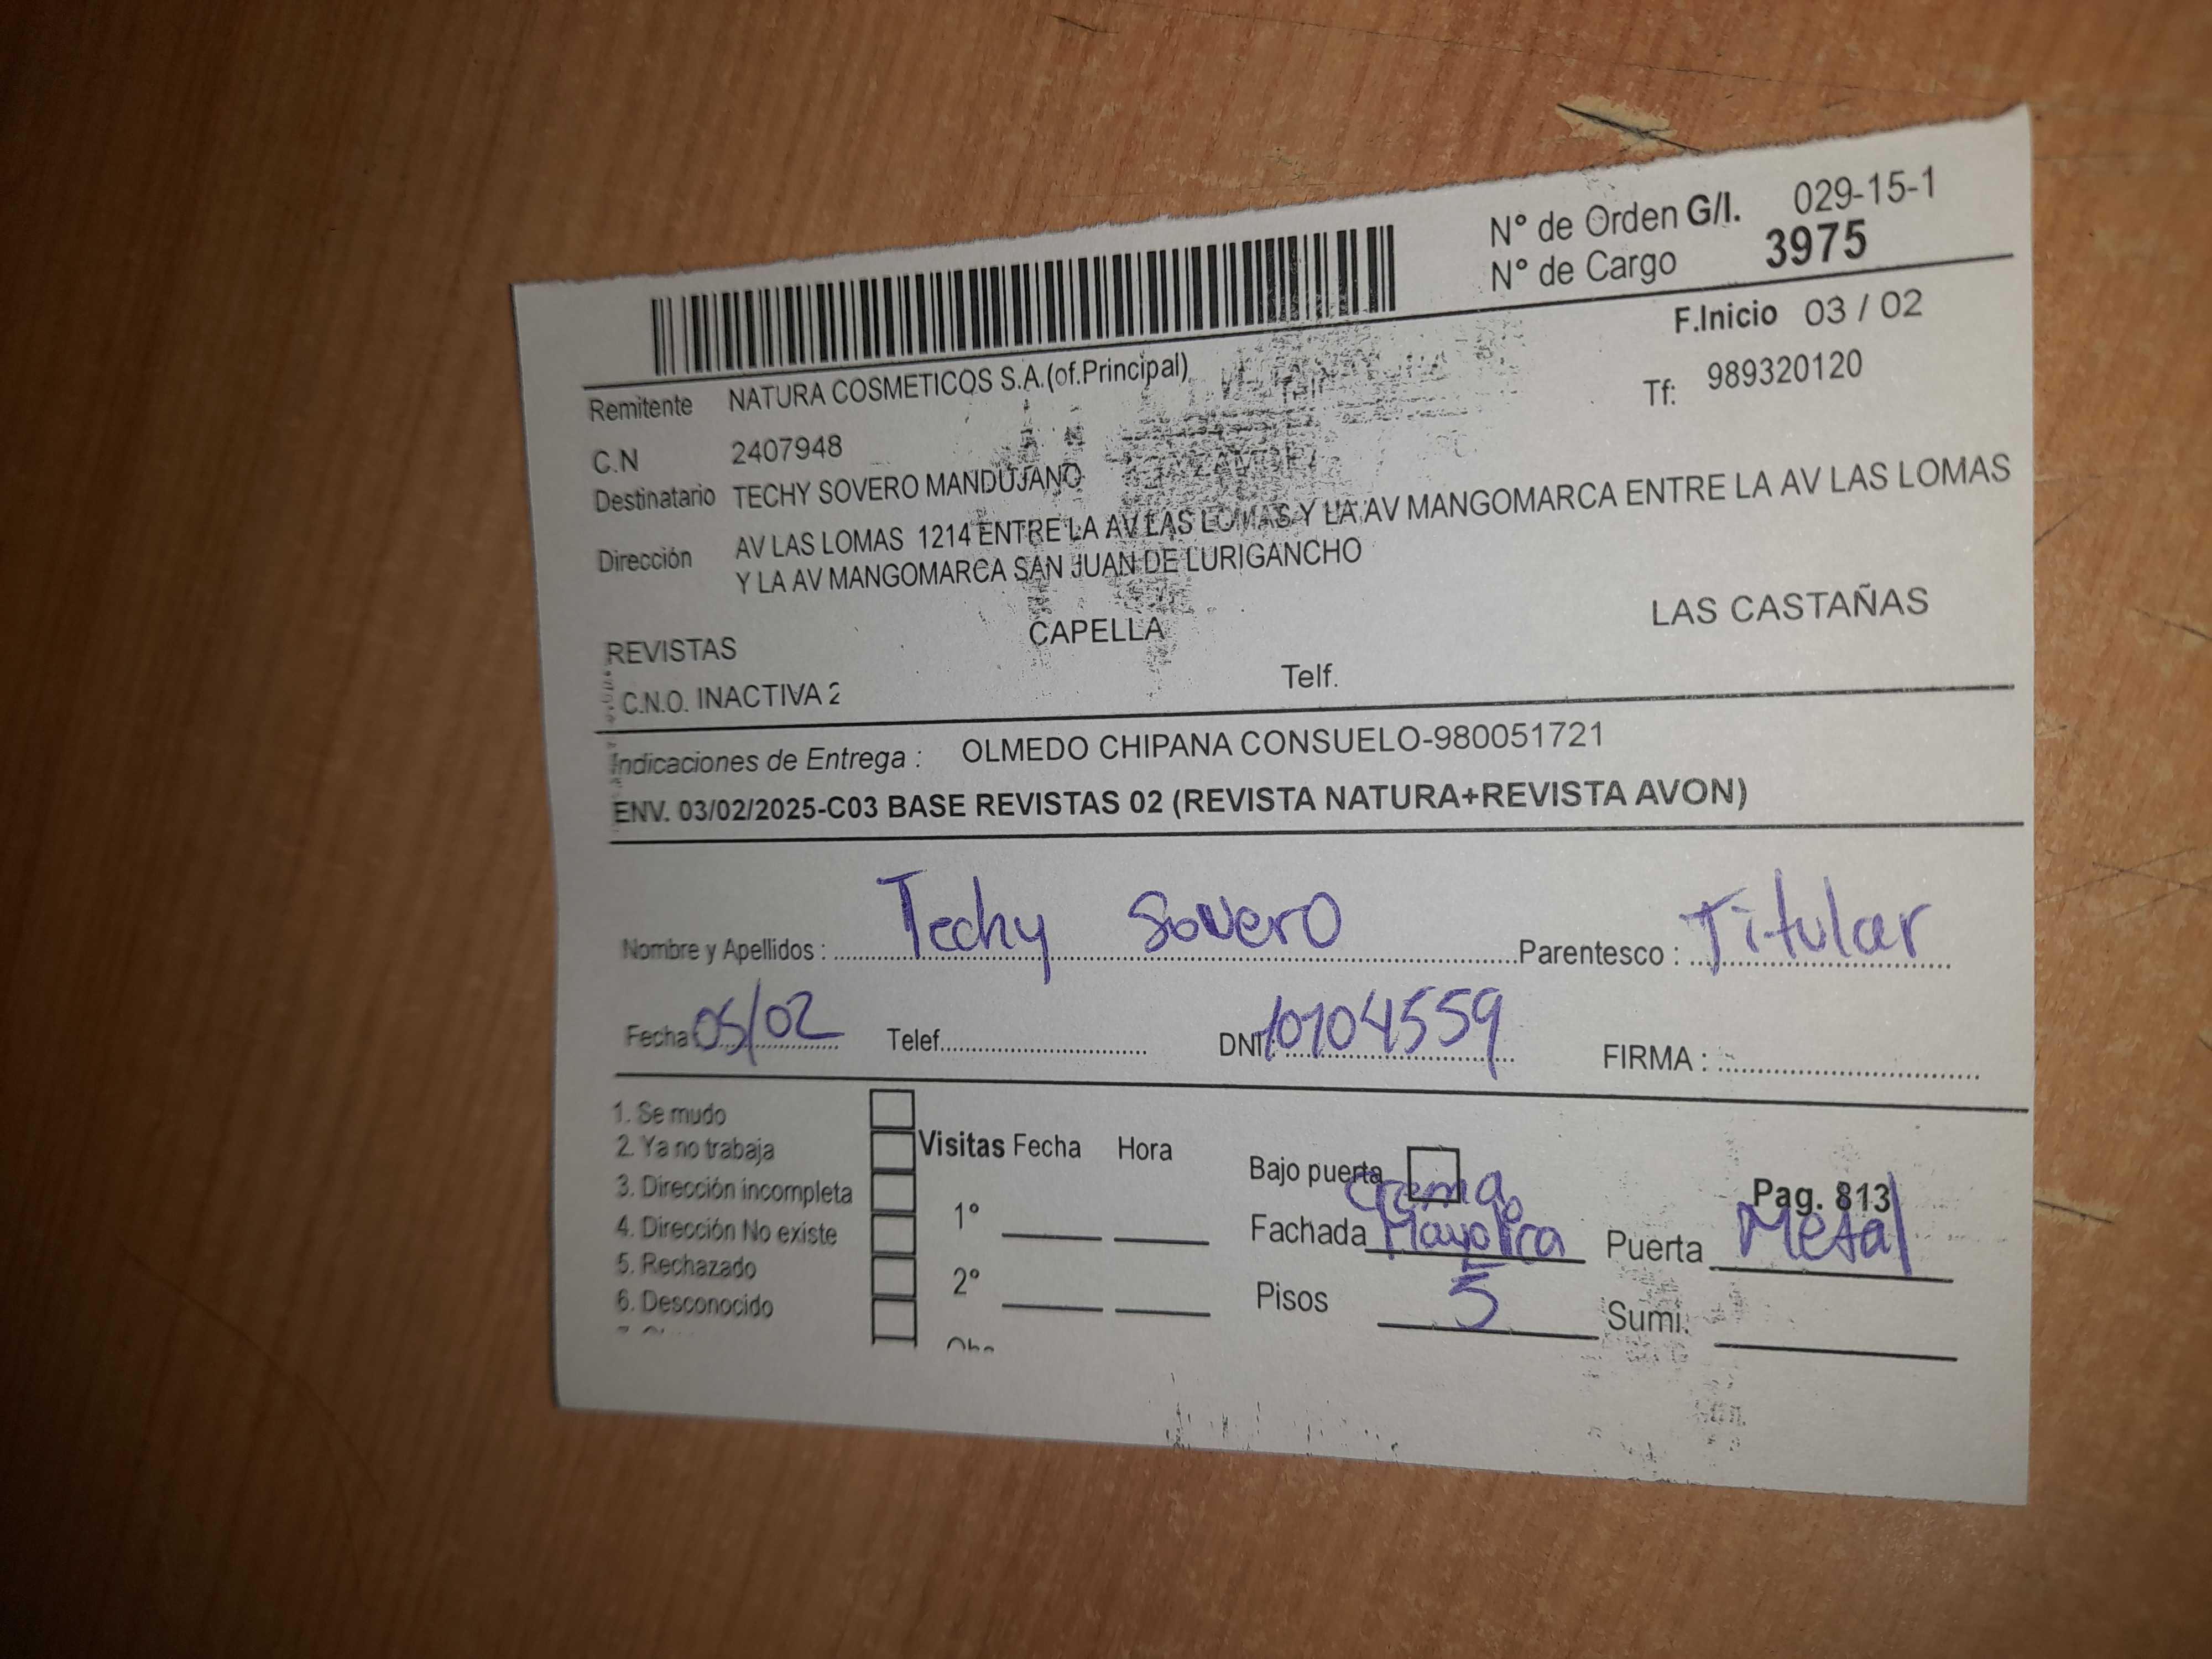 N° de Orden G/I. 029-15-1
N° de Cargo 3975
F.Inicio 03 / 02
Remitente NATURA COSMETICOS S.A.(of.Principal)
Tf: 989320120
C.N 2407948
Destinatario TECHY SOVERO MANDUJANO
Dirección AV LAS LOMAS 1214 ENTRE LA AV LAS LOMAS Y LA AV MANGOMARCA ENTRE LA AV LAS LOMAS
Y LA AV MANGOMARCA SAN JUAN DE LURIGANCHO
REVISTAS CAPELLA LAS CASTAÑAS
C.N.O. INACTIVA 2 Telf.
Indicaciones de Entrega : OLMEDO CHIPANA CONSUELO-980051721
ENV. 03/02/2025-C03 BASE REVISTAS 02 (REVISTA NATURA+REVISTA AVON)
Nombre y Apellidos : Techy Sovero Parentesco : Titular
Fecha 05/02 Telef. DNI: 10104559 FIRMA :
1. Se mudo
2. Ya no trabaja Visitas Fecha Hora
3. Dirección incompleta
4. Dirección No existe 1°
5. Rechazado
6. Desconocido 2°
Bajo puerta Pag. 813
crema
Fachada Mayolica Puerta Metal
Pisos 5 Sumi.